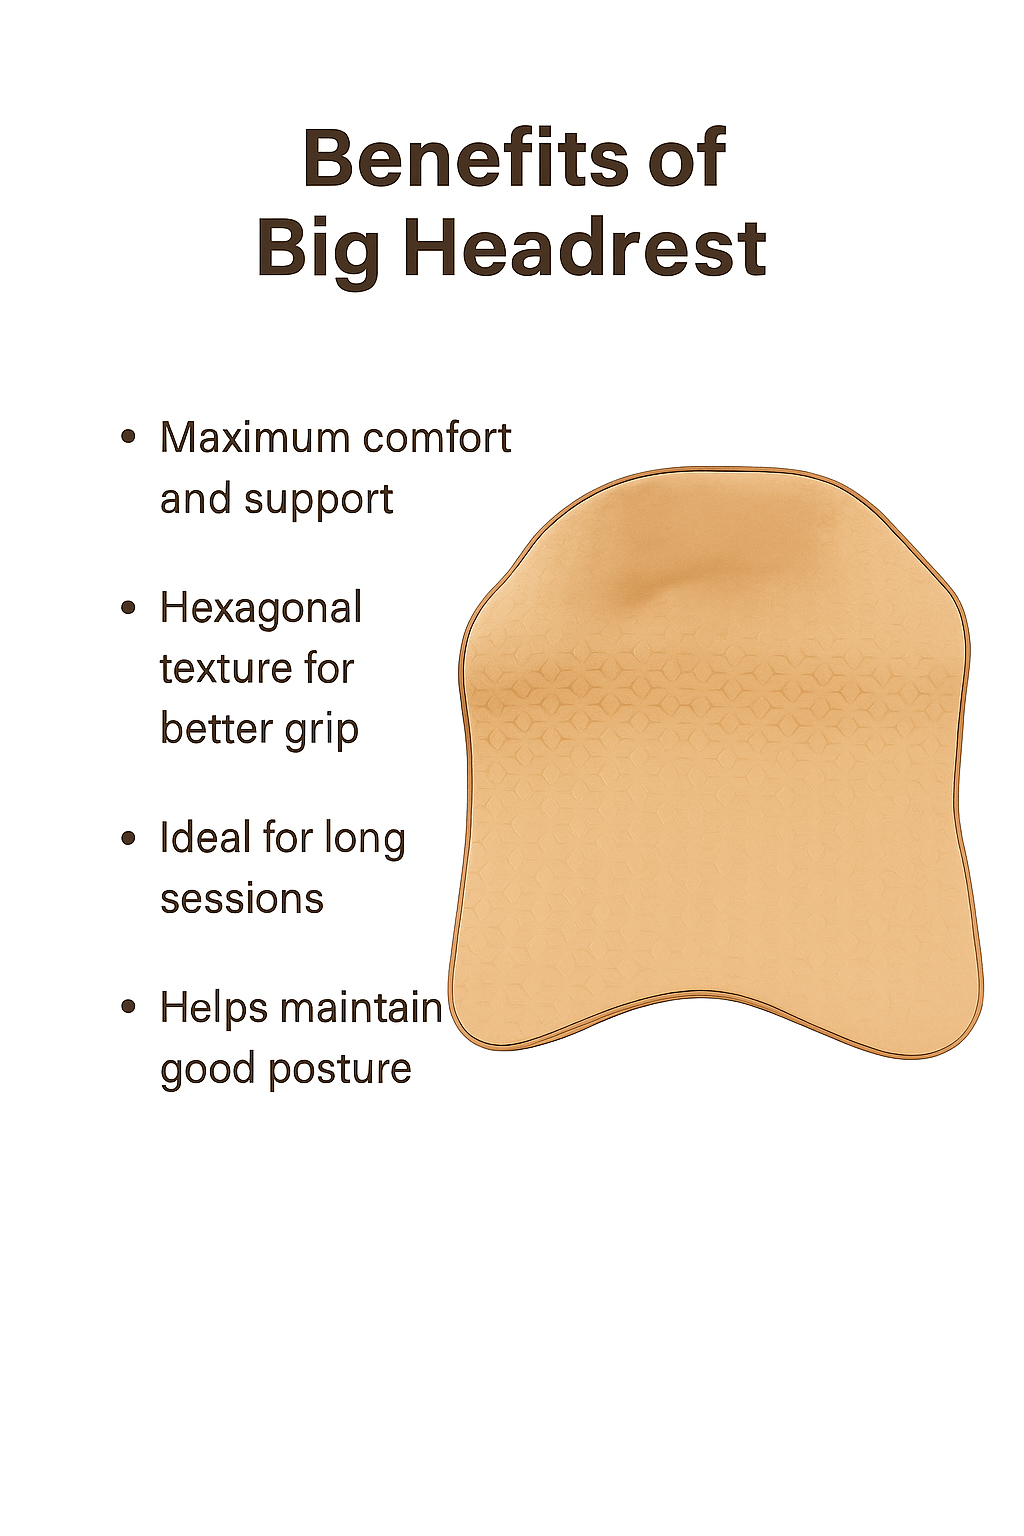 Benefits of
Big Headrest
• Maximum comfort
and support
• Hexagonal
texture for
better grip
• Ideal for long
sessions
• Helps maintain
good posture